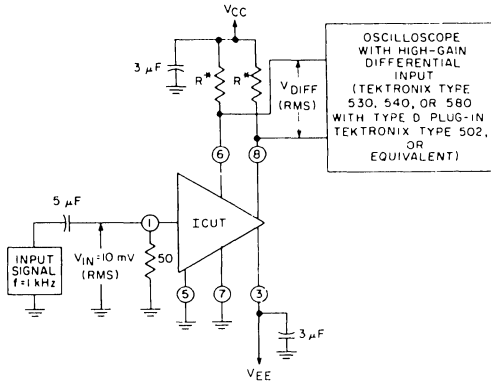 VCC
3 µF
R*
R*
VDIFF
(RMS)
OSCILLOSCOPE
WITH HIGH-GAIN
DIFFERENTIAL
INPUT
(TEKTRONIX TYPE
530, 540, OR 580
WITH TYPE D PLUG-IN
TEKTRONIX TYPE 502,
OR
EQUIVALENT)
6
8
5 µF
1
ICUT
INPUT
SIGNAL
f=1 kHz
VIN=10 mV
(RMS)
50
5
7
3
3 µF
VEE